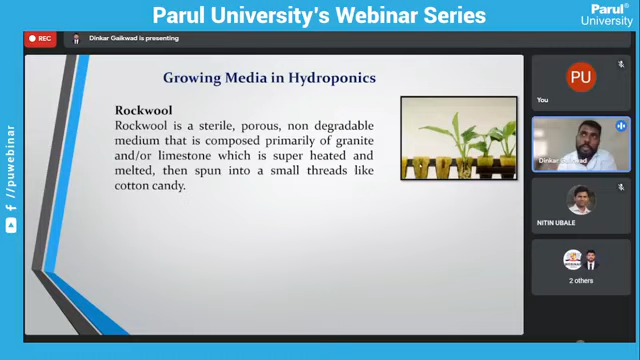 Parul University's Webinar Series
Parul®
University
REC
Dinkar Gaikwad is presenting
Growing Media in Hydroponics
Rockwool
Rockwool is a sterile, porous, non degradable
medium that is composed primarily of granite
and/or limestone which is super heated and
melted, then spun into a small threads like
cotton candy.
PU
You
Dinkar Gaikwad
NITIN UBALE
2 others
/puwebinar